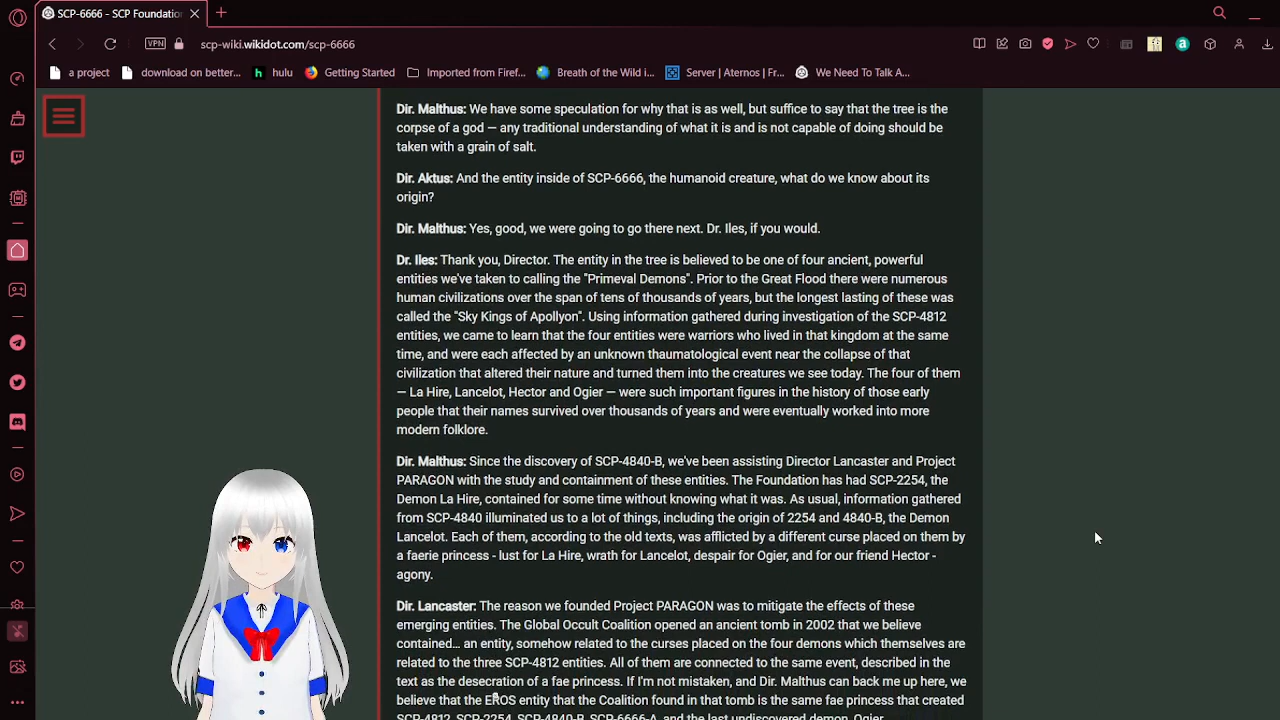 SCP-6666 - SCP Foundation
VPN
scp-wiki.wikidot.com/scp-6666
a project
download on better...
hulu
Getting Started
Imported from Firef...
Breath of the Wild i...
Server | Aternos | Fr...
We Need To Talk A...
Dir. Malthus: We have some speculation for why that is as well, but suffice to say that the tree is the
corpse of a god — any traditional understanding of what it is and is not capable of doing should be
taken with a grain of salt.
Dir. Aktus: And the entity inside of SCP-6666, the humanoid creature, what do we know about its
origin?
Dir. Malthus: Yes, good, we were going to go there next. Dr. Iles, if you would.
Dr. Iles: Thank you, Director. The entity in the tree is believed to be one of four ancient, powerful
entities we've taken to calling the "Primeval Demons". Prior to the Great Flood there were numerous
human civilizations over the span of tens of thousands of years, but the longest lasting of these was
called the "Sky Kings of Apollyon". Using information gathered during investigation of the SCP-4812
entities, we came to learn that the four entities were warriors who lived in that kingdom at the same
time, and were each affected by an unknown thaumatological event near the collapse of that
civilization that altered their nature and turned them into the creatures we see today. The four of them
— La Hire, Lancelot, Hector and Ogier — were such important figures in the history of those early
people that their names survived over thousands of years and were eventually worked into more
modern folklore.
Dir. Malthus: Since the discovery of SCP-4840-B, we've been assisting Director Lancaster and Project
PARAGON with the study and containment of these entities. The Foundation has had SCP-2254, the
Demon La Hire, contained for some time without knowing what it was. As usual, information gathered
from SCP-4840 illuminated us to a lot of things, including the origin of 2254 and 4840-B, the Demon
Lancelot. Each of them, according to the old texts, was afflicted by a different curse placed on them by
a faerie princess - lust for La Hire, wrath for Lancelot, despair for Ogier, and for our friend Hector -
agony.
Dir. Lancaster: The reason we founded Project PARAGON was to mitigate the effects of these
emerging entities. The Global Occult Coalition opened an ancient tomb in 2002 that we believe
contained... an entity, somehow related to the curses placed on the four demons which themselves are
related to the three SCP-4812 entities. All of them are connected to the same event, described in the
text as the desecration of a fae princess. If I'm not mistaken, and Dir. Malthus can back me up here, we
believe that the EROS entity that the Coalition found in that tomb is the same fae princess that created
SCP-4812, SCP-2254, SCP-4840-B, SCP-6666-A, and the last undiscovered demon, Ogier.